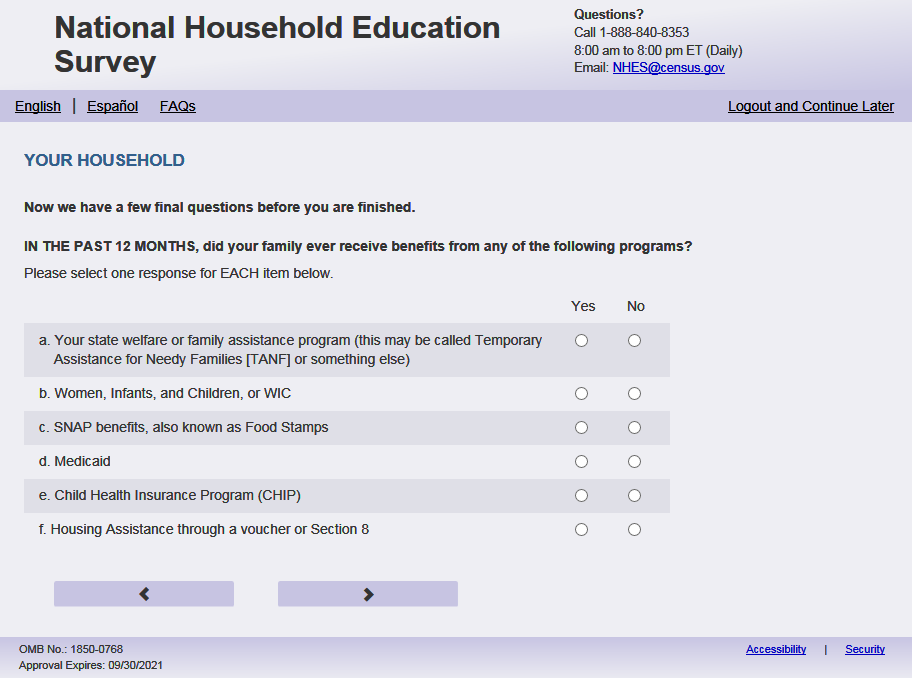 National Household Education
Survey
Questions?
Call 1-888-840-8353
8:00 am to 8:00 pm ET (Daily)
Email: NHES@census.gov
English | Español FAQs Logout and Continue Later
YOUR HOUSEHOLD
Now we have a few final questions before you are finished.
IN THE PAST 12 MONTHS, did your family ever receive benefits from any of the following programs?
Please select one response for EACH item below.
Yes No
a. Your state welfare or family assistance program (this may be called Temporary
Assistance for Needy Families [TANF] or something else)
b. Women, Infants, and Children, or WIC
c. SNAP benefits, also known as Food Stamps
d. Medicaid
e. Child Health Insurance Program (CHIP)
f. Housing Assistance through a voucher or Section 8
OMB No.: 1850-0768
Approval Expires: 09/30/2021
Accessibility | Security